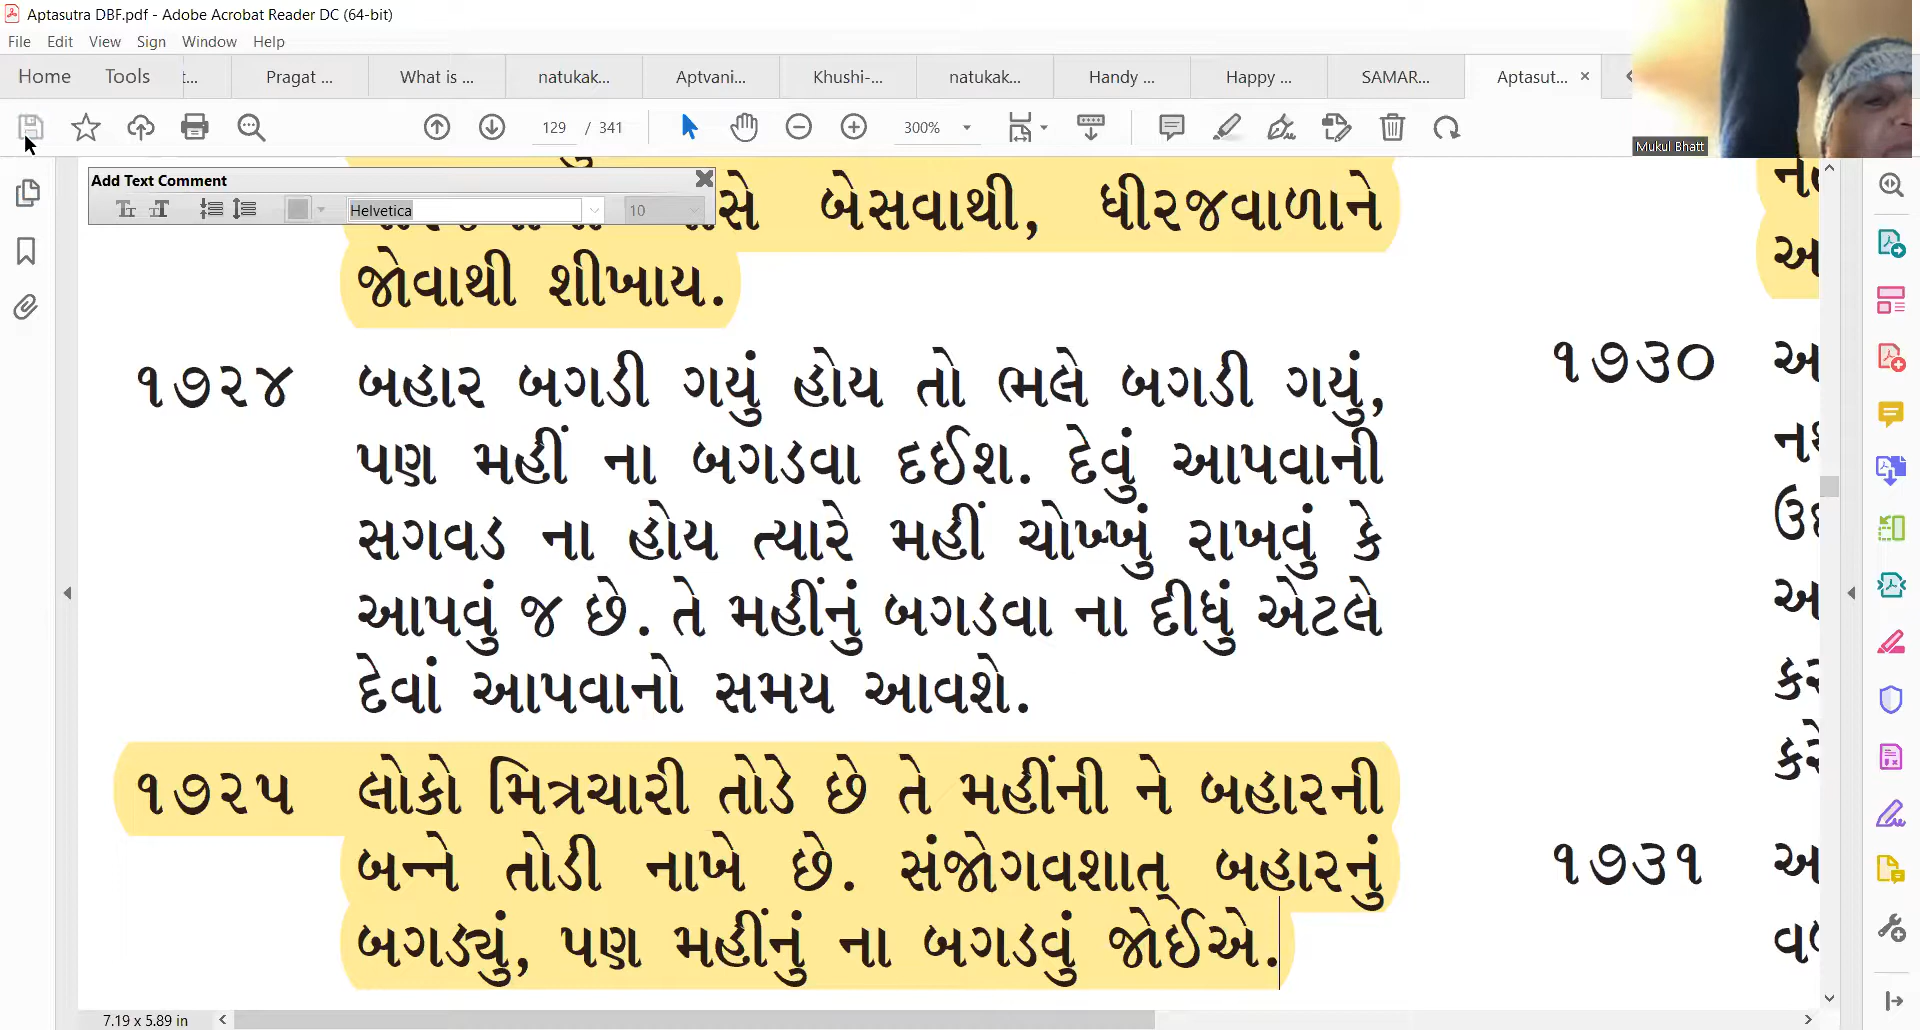 Aptasutra DBF.pdf - Adobe Acrobat Reader DC (64-bit)
File Edit View Sign Window Help
Home Tools t... Pragat ... What is ... natukak... Aptvani... Khushi-... natukak... Handy ... Happy ... SAMAR... Aptasut... ×
129 / 341 300%
Mukul Bhatt
Add Text Comment
Helvetica 10
સે બેસવાથી, ધીરજવાળાને
જોવાથી શીખાય.
૧૭૨૪ બહાર બગડી ગયું હોય તો ભલે બગડી ગયું,
પણ મહીં ના બગડવા દઈશ. દેવું આપવાની
સગવડ ના હોય ત્યારે મહીં ચોખ્ખું રાખવું કે
આપવું જ છે. તે મહીંનું બગડવા ના દીધું એટલે
દેવાં આપવાનો સમય આવશે.
૧૭૨૫ લોકો મિત્રચારી તોડે છે તે મહીંની ને બહારની
બન્ને તોડી નાખે છે. સંજોગવશાત્ બહારનું
બગડ્યું, પણ મહીંનું ના બગડવું જોઈએ.
૧૭૩૦
૧૭૩૧
7.19 x 5.89 in